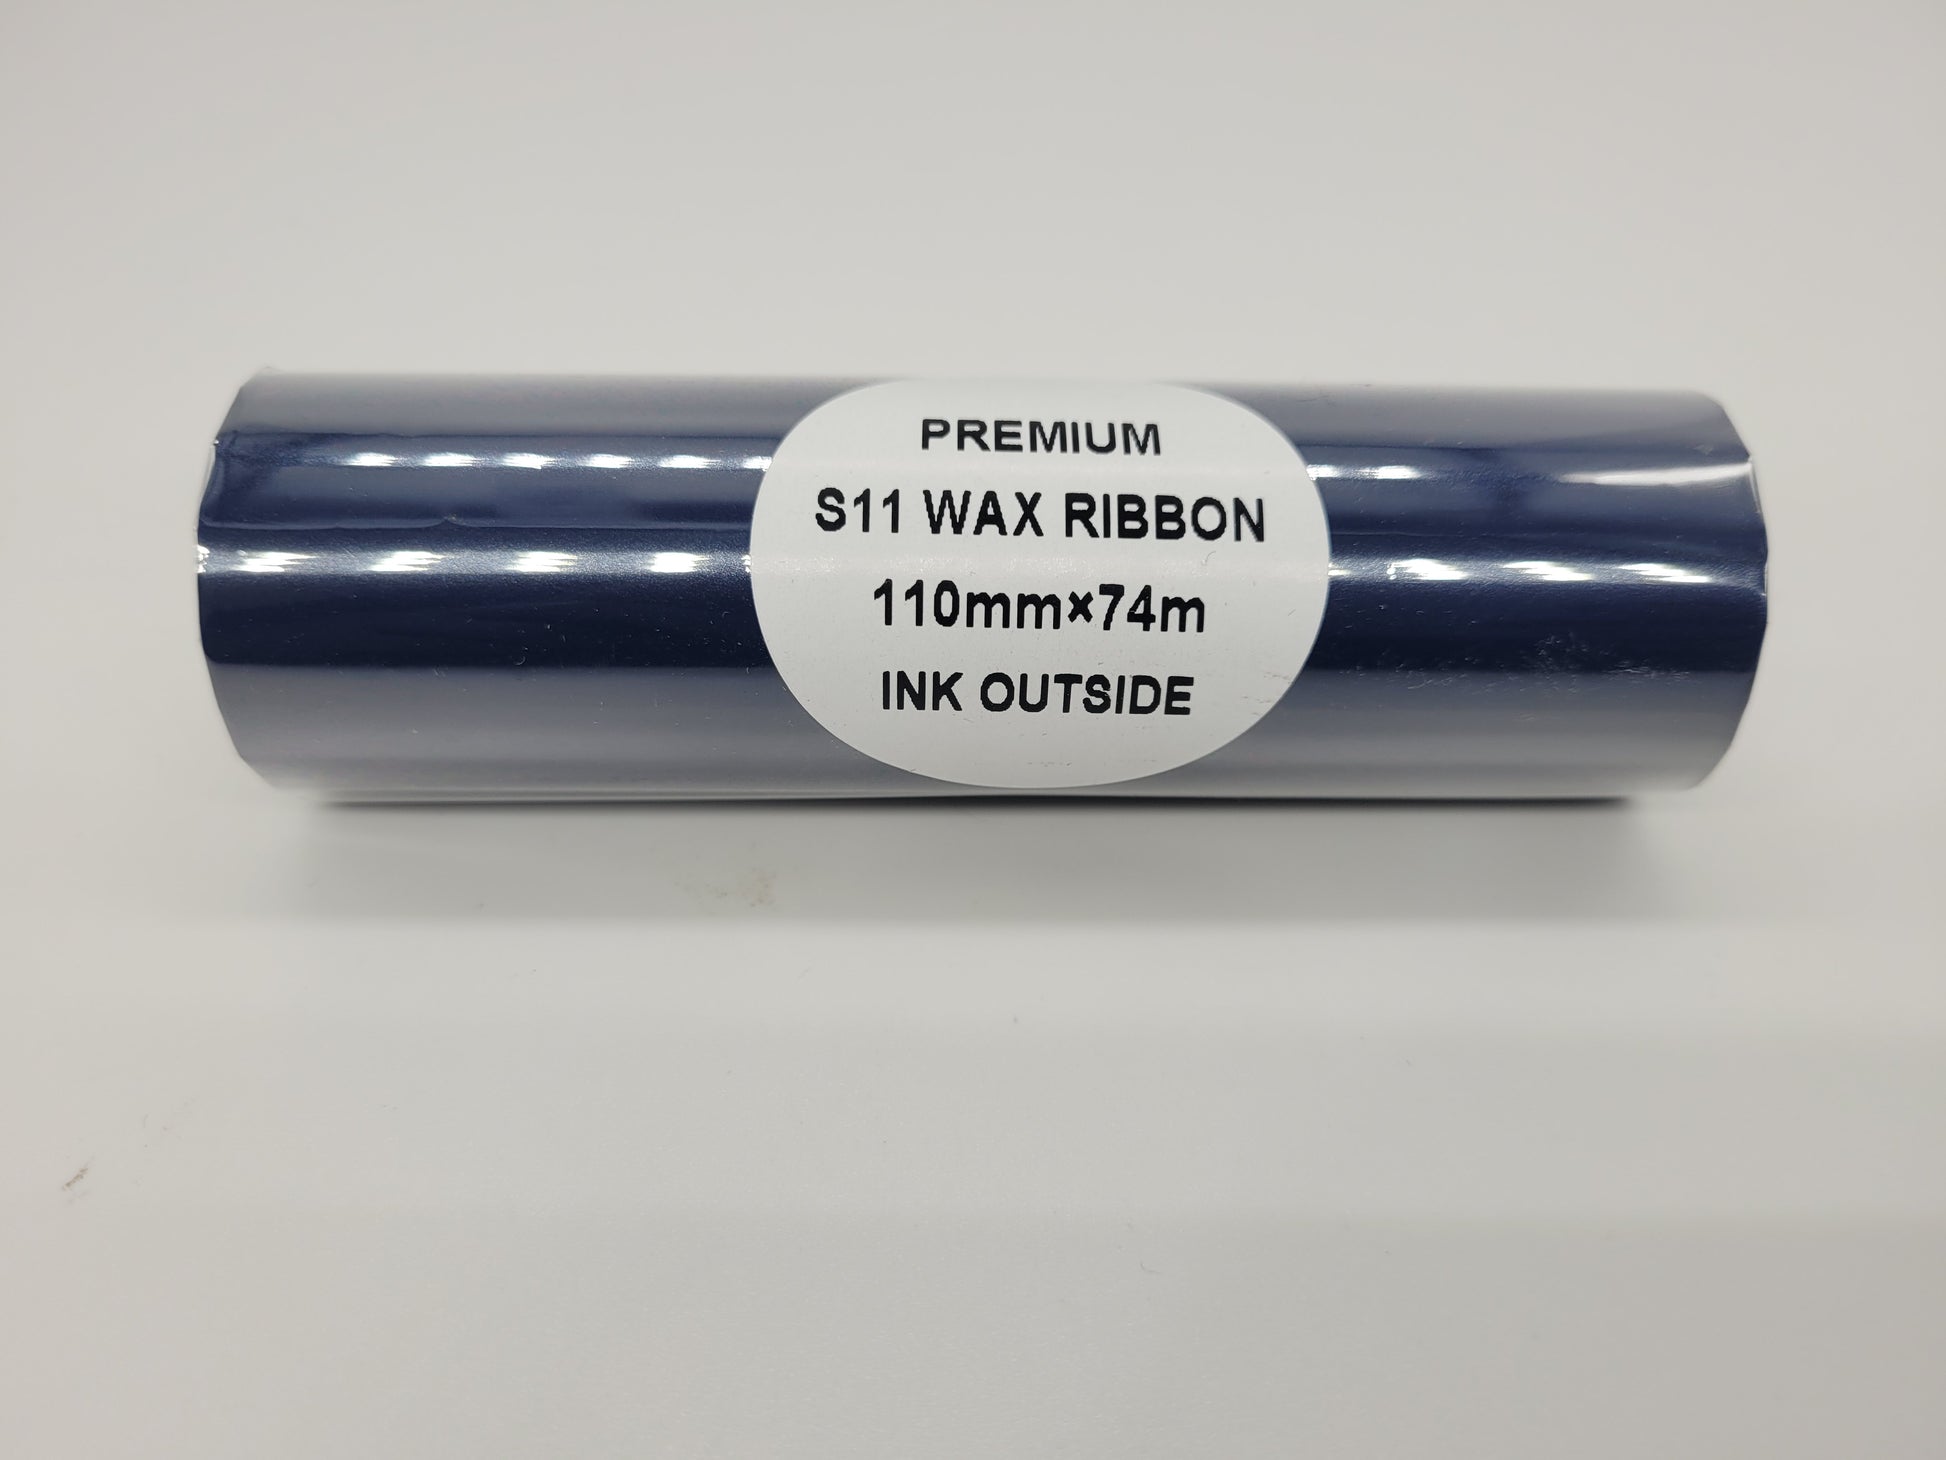 PREMIUM
S11 WAX RIBBON
110mm×74m
INK OUTSIDE